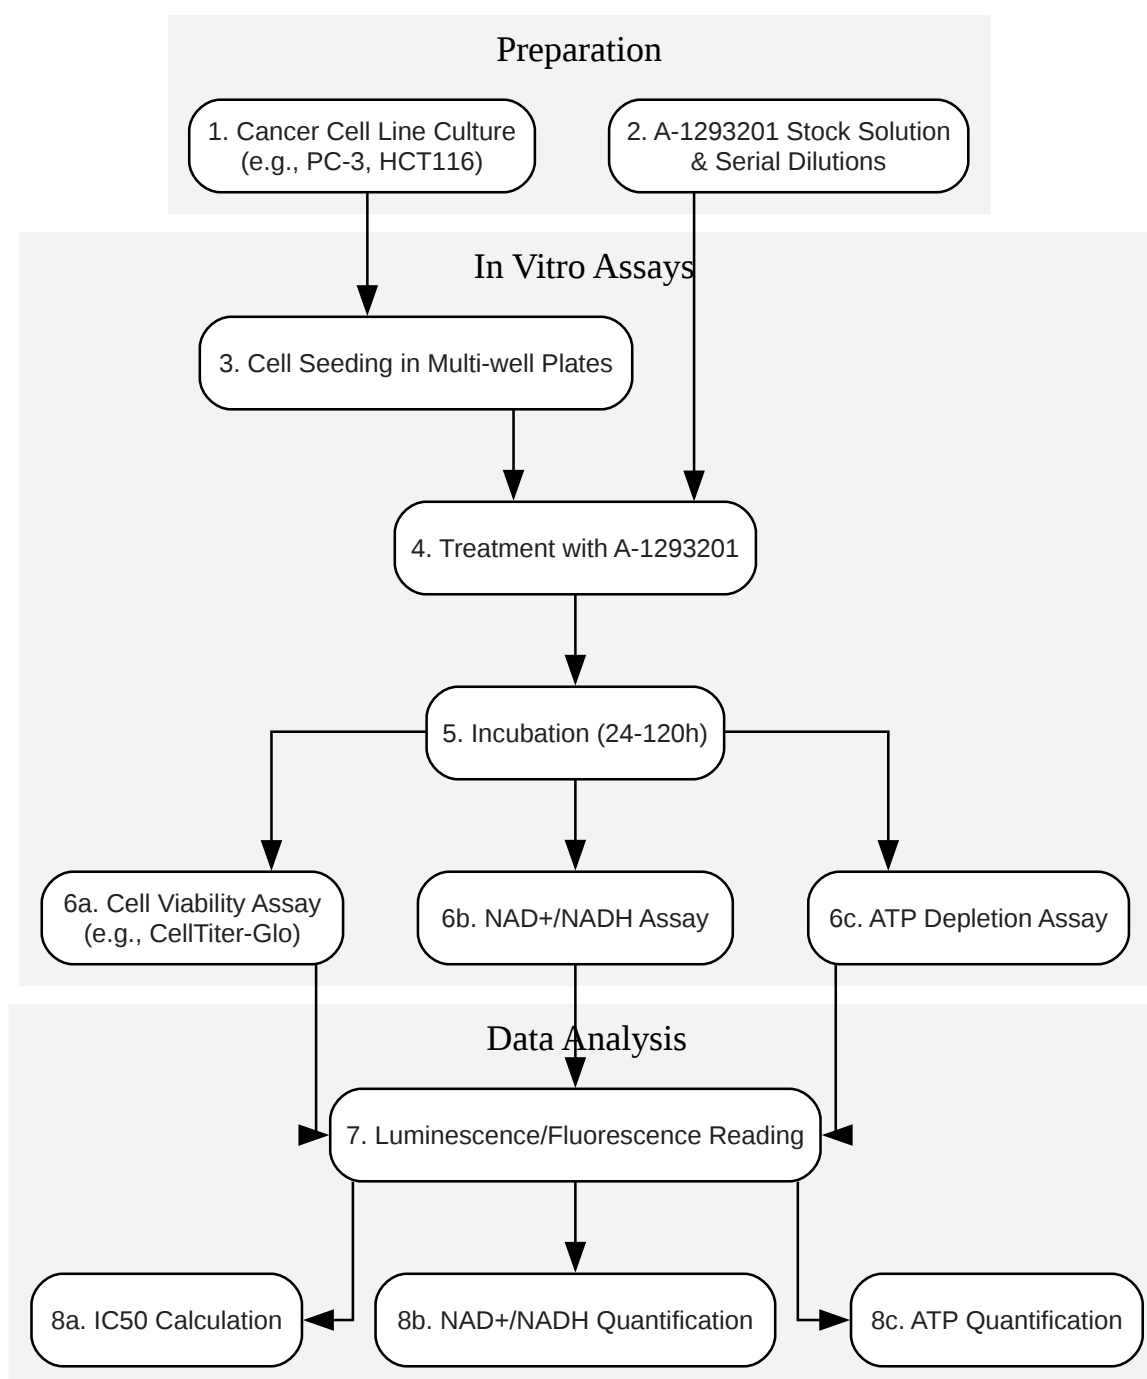 Preparation
1. Cancer Cell Line Culture
(e.g., PC-3, HCT116)
2. A-1293201 Stock Solution
& Serial Dilutions
In Vitro Assays
3. Cell Seeding in Multi-well Plates
4. Treatment with A-1293201
5. Incubation (24-120h)
6a. Cell Viability Assay
(e.g., CellTiter-Glo)
6b. NAD+/NADH Assay
6c. ATP Depletion Assay
Data Analysis
7. Luminescence/Fluorescence Reading
8a. IC50 Calculation
8b. NAD+/NADH Quantification
8c. ATP Quantification